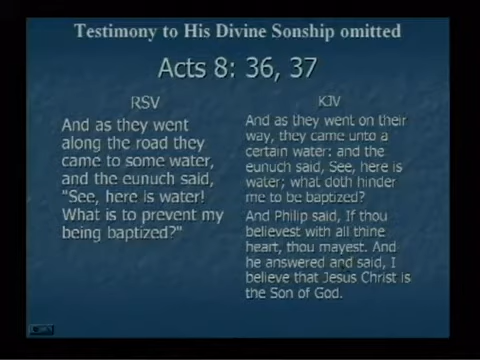 Testimony to His Divine Sonship omitted
Acts 8: 36, 37
RSV
And as they went
along the road they
came to some water,
and the eunuch said,
"See, here is water!
What is to prevent my
being baptized?"
KJV
And as they went on their
way, they came unto a
certain water: and the
eunuch said, See, here is
water; what doth hinder
me to be baptized?
And Philip said, If thou
believest with all thine
heart, thou mayest. And
he answered and said, I
believe that Jesus Christ is
the Son of God.